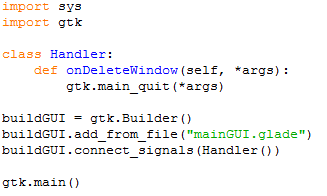 import sys
import gtk
class Handler:
    def onDeleteWindow(self, *args):
        gtk.main_quit(*args)
buildGUI = gtk.Builder()
buildGUI.add_from_file("mainGUI.glade")
buildGUI.connect_signals(Handler())
gtk.main()